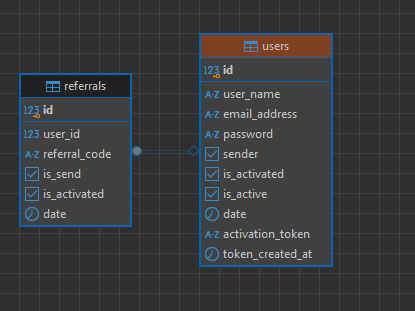 referrals
123 id
123 user_id
A-Z referral_code
is_send
is_activated
date
users
123 id
A-Z user_name
A-Z email_address
A-Z password
sender
is_activated
is_active
date
A-Z activation_token
token_created_at